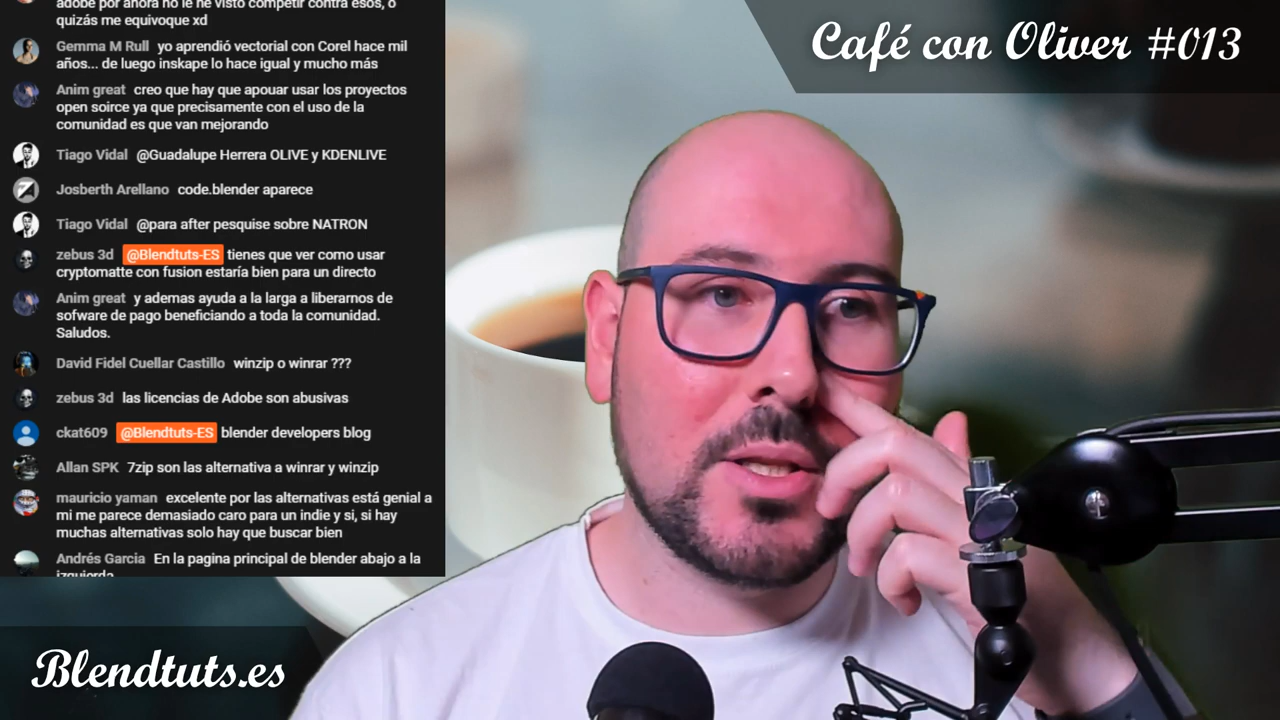 adobe por ahora no le he visto competir contra esos, o
quizás me equivoque xd
Gemma M Rull yo aprendió vectorial con Corel hace mil
años... de luego inskape lo hace igual y mucho más
Anim great creo que hay que apouar usar los proyectos
open soirce ya que precisamente con el uso de la
comunidad es que van mejorando
Tiago Vidal @Guadalupe Herrera OLIVE y KDENLIVE
Josberth Arellano code.blender aparece
Tiago Vidal @para after pesquise sobre NATRON
zebus 3d @Blendtuts-ES tienes que ver como usar
cryptomatte con fusion estaría bien para un directo
Anim great y ademas ayuda a la larga a liberarnos de
sofware de pago beneficiando a toda la comunidad.
Saludos.
David Fidel Cuellar Castillo winzip o winrar ???
zebus 3d las licencias de Adobe son abusivas
ckat609 @Blendtuts-ES blender developers blog
Allan SPK 7zip son las alternativa a winrar y winzip
mauricio yaman excelente por las alternativas está genial a
mi me parece demasiado caro para un indie y si, si hay
muchas alternativas solo hay que buscar bien
Andrés Garcia En la pagina principal de blender abajo a la
izquierda
Café con Oliver #013
Blendtuts.es